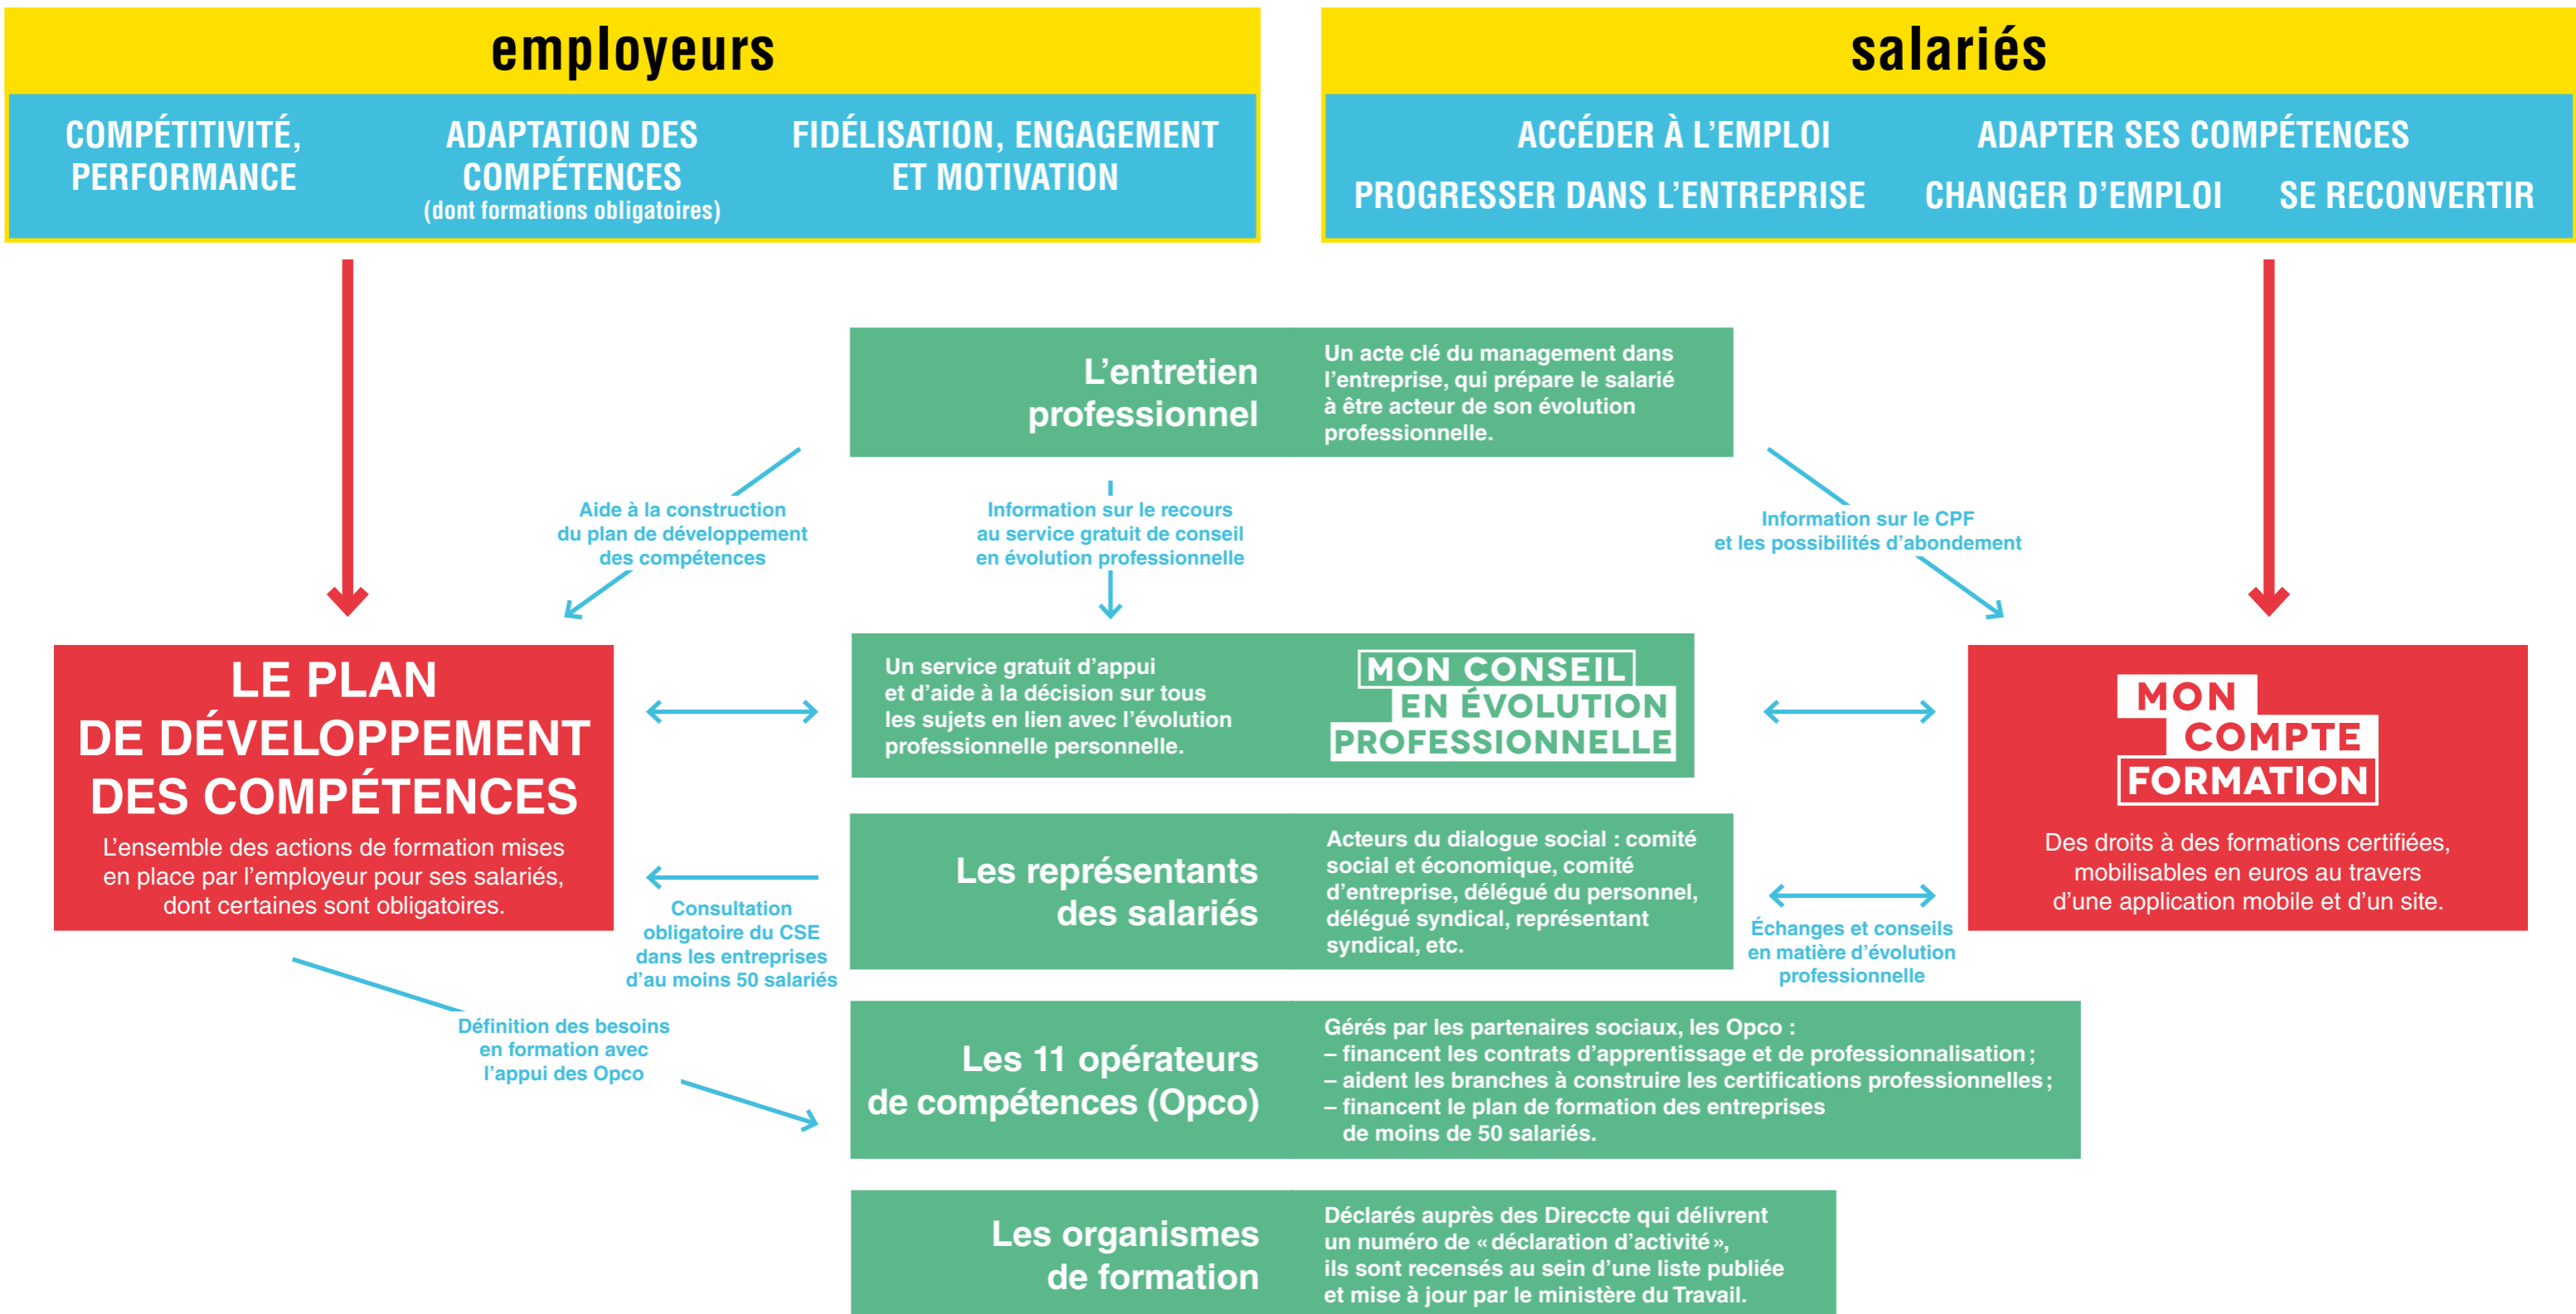 employeurs
COMPÉTITIVITÉ,
PERFORMANCE
ADAPTATION DES
COMPÉTENCES
(dont formations obligatoires)
FIDÉLISATION, ENGAGEMENT
ET MOTIVATION
salariés
ACCÉDER À L’EMPLOI
ADAPTER SES COMPÉTENCES
PROGRESSER DANS L’ENTREPRISE
CHANGER D’EMPLOI
SE RECONVERTIR
L’entretien
professionnel
Un acte clé du management dans
l’entreprise, qui prépare le salarié
à être acteur de son évolution
professionnelle.
Aide à la construction
du plan de développement
des compétences
Information sur le recours
au service gratuit de conseil
en évolution professionnelle
Information sur le CPF
et les possibilités d’abondement
LE PLAN
DE DÉVELOPPEMENT
DES COMPÉTENCES
L’ensemble des actions de formation mises
en place par l’employeur pour ses salariés,
dont certaines sont obligatoires.
Un service gratuit d’appui
et d’aide à la décision sur tous
les sujets en lien avec l’évolution
professionnelle personnelle.
MON CONSEIL
EN ÉVOLUTION
PROFESSIONNELLE
MON
COMPTE
FORMATION
Des droits à des formations certifiées,
mobilisables en euros au travers
d’une application mobile et d’un site.
Les représentants
des salariés
Acteurs du dialogue social : comité
social et économique, comité
d’entreprise, délégué du personnel,
délégué syndical, représentant
syndical, etc.
Consultation
obligatoire du CSE
dans les entreprises
d’au moins 50 salariés
Échanges et conseils
en matière d’évolution
professionnelle
Définition des besoins
en formation avec
l’appui des Opco
Les 11 opérateurs
de compétences (Opco)
Gérés par les partenaires sociaux, les Opco :
– financent les contrats d’apprentissage et de professionnalisation ;
– aident les branches à construire les certifications professionnelles ;
– financent le plan de formation des entreprises
de moins de 50 salariés.
Les organismes
de formation
Déclarés auprès des Direccte qui délivrent
un numéro de « déclaration d’activité »,
ils sont recensés au sein d’une liste publiée
et mise à jour par le ministère du Travail.